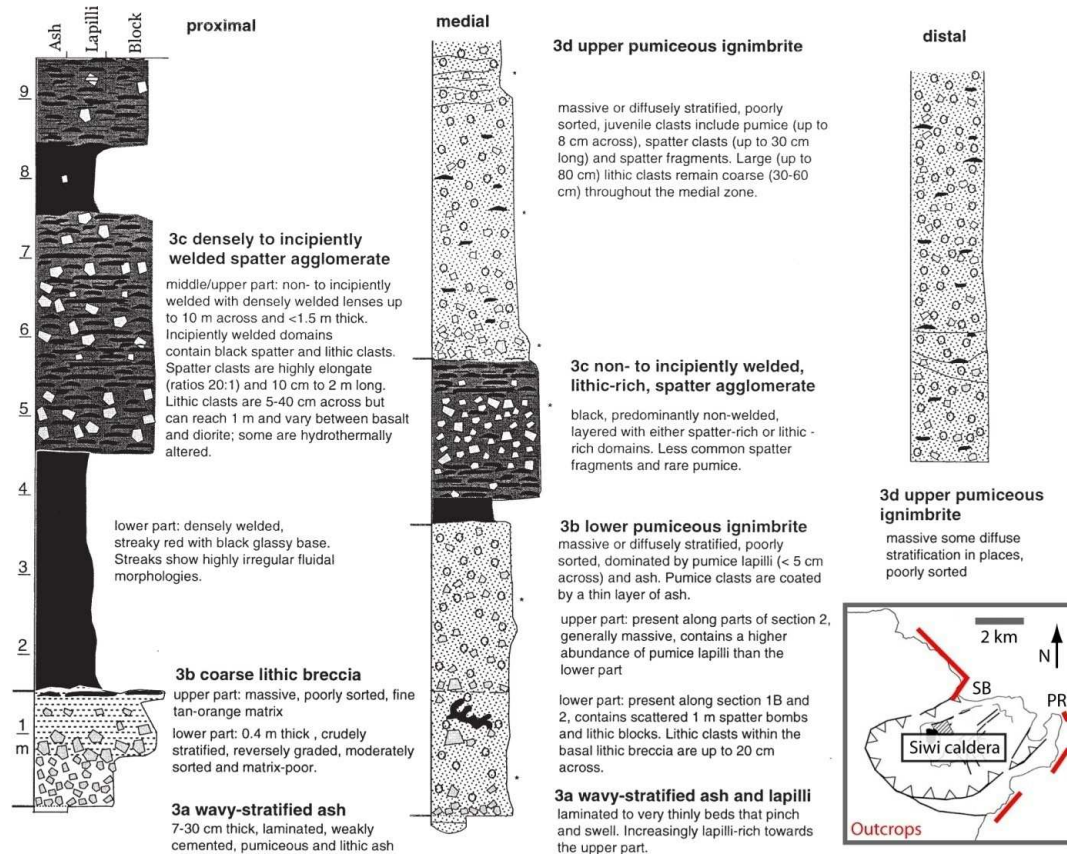 Ash
Lapilli
Block
proximal
9
8
7
6
5
4
3
2
1
m
3c densely to incipiently
welded spatter agglomerate
middle/upper part: non- to incipiently
welded with densely welded lenses up
to 10 m across and <1.5 m thick.
Incipiently welded domains
contain black spatter and lithic clasts.
Spatter clasts are highly elongate
(ratios 20:1) and 10 cm to 2 m long.
Lithic clasts are 5-40 cm across but
can reach 1 m and vary between basalt
and diorite; some are hydrothermally
altered.
lower part: densely welded,
streaky red with black glassy base.
Streaks show highly irregular fluidal
morphologies.
3b coarse lithic breccia
upper part: massive, poorly sorted, fine
tan-orange matrix
lower part: 0.4 m thick , crudely
stratified, reversely graded, moderately
sorted and matrix-poor.
3a wavy-stratified ash
7-30 cm thick, laminated, weakly
cemented, pumiceous and lithic ash
medial
3d upper pumiceous ignimbrite
massive or diffusely stratified, poorly
sorted, juvenile clasts include pumice (up to
8 cm across), spatter clasts (up to 30 cm
long) and spatter fragments. Large (up to
80 cm) lithic clasts remain coarse (30-60
cm) throughout the medial zone.
3c non- to incipiently welded,
lithic-rich, spatter agglomerate
black, predominantly non-welded,
layered with either spatter-rich or lithic -
rich domains. Less common spatter
fragments and rare pumice.
3b lower pumiceous ignimbrite
massive or diffusely stratified, poorly
sorted, dominated by pumice lapilli (< 5 cm
across) and ash. Pumice clasts are coated
by a thin layer of ash.
upper part: present along parts of section 2,
generally massive, contains a higher
abundance of pumice lapilli than the
lower part
lower part: present along section 1B and
2, contains scattered 1 m spatter bombs
and lithic blocks. Lithic clasts within the
basal lithic breccia are up to 20 cm
across.
3a wavy-stratified ash and lapilli
laminated to very thinly beds that pinch
and swell. Increasingly lapilli-rich towards
the upper part.
distal
3d upper pumiceous
ignimbrite
massive some diffuse
stratification in places,
poorly sorted
2 km
N
SB
PR
Siwi caldera
Outcrops